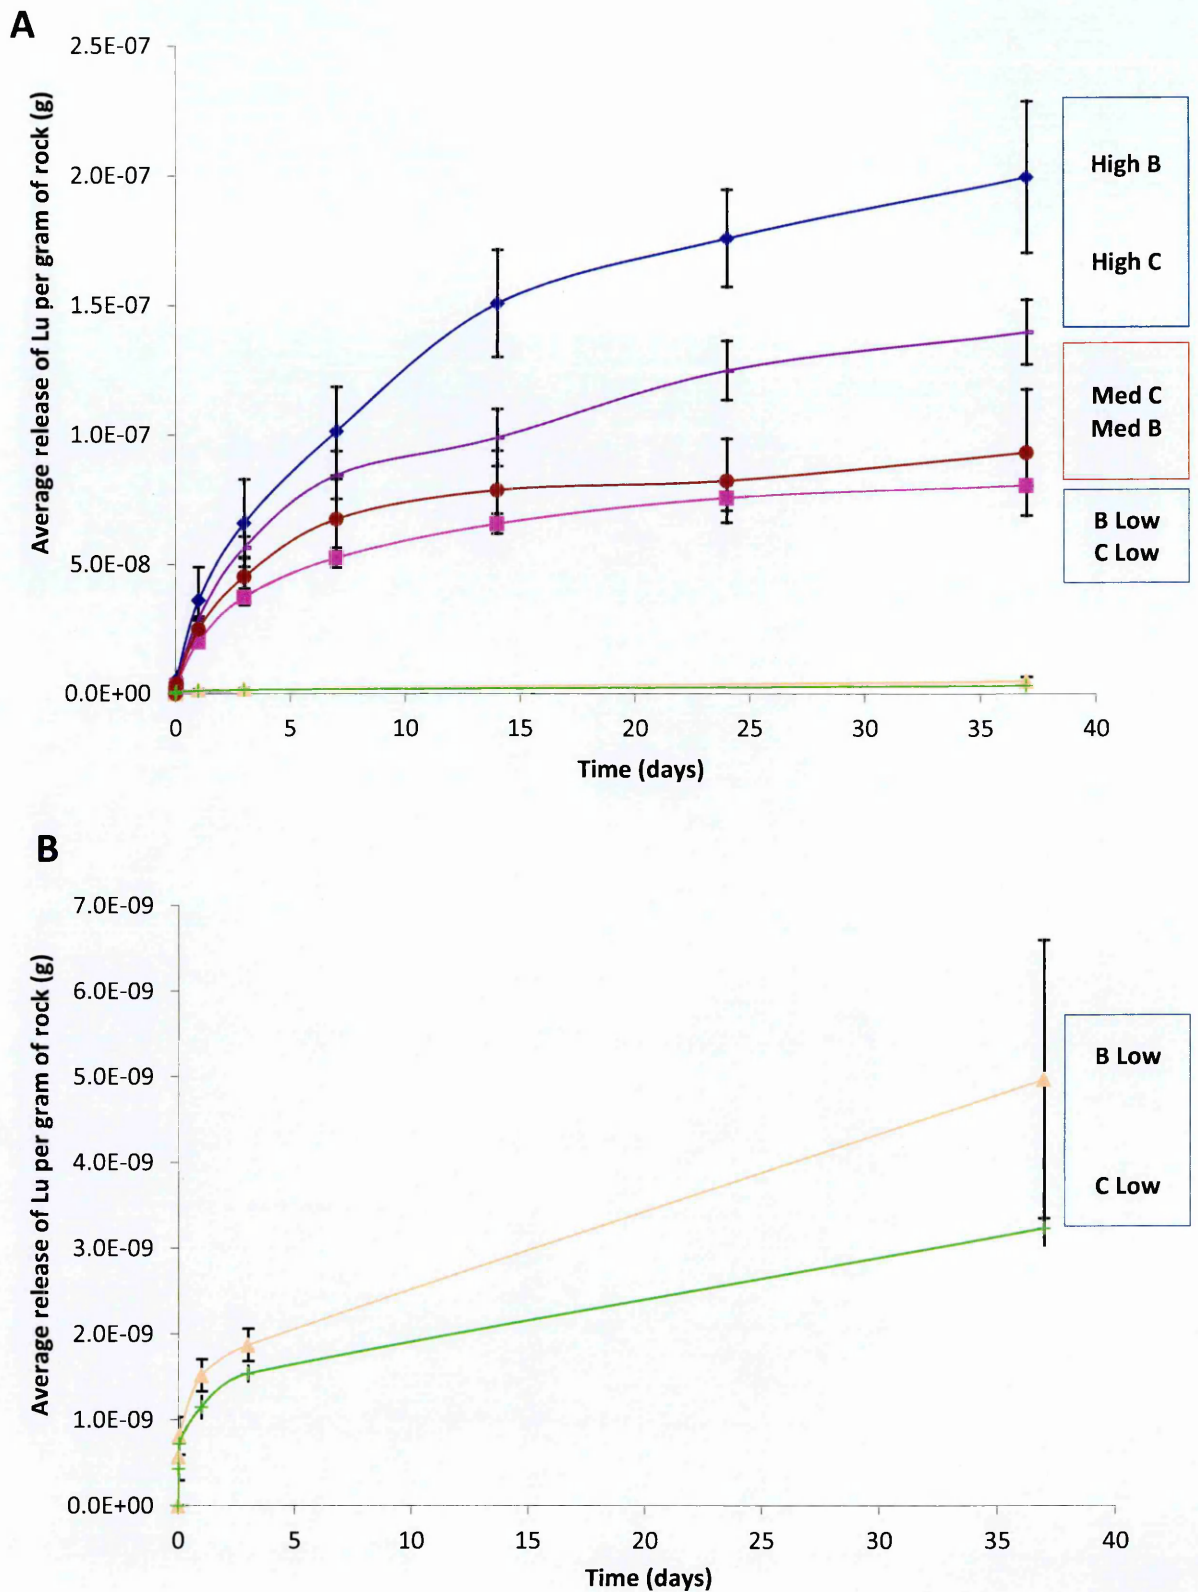 A
Average release of Lu per gram of rock (g)
2.5E-07
2.0E-07
1.5E-07
1.0E-07
5.0E-08
0.0E+00
0 5 10 15 20 25 30 35 40
Time (days)
High B
High C
Med C
Med B
B Low
C Low
B
Average release of Lu per gram of rock (g)
7.0E-09
6.0E-09
5.0E-09
4.0E-09
3.0E-09
2.0E-09
1.0E-09
0.0E+00
0 5 10 15 20 25 30 35 40
Time (days)
B Low
C Low